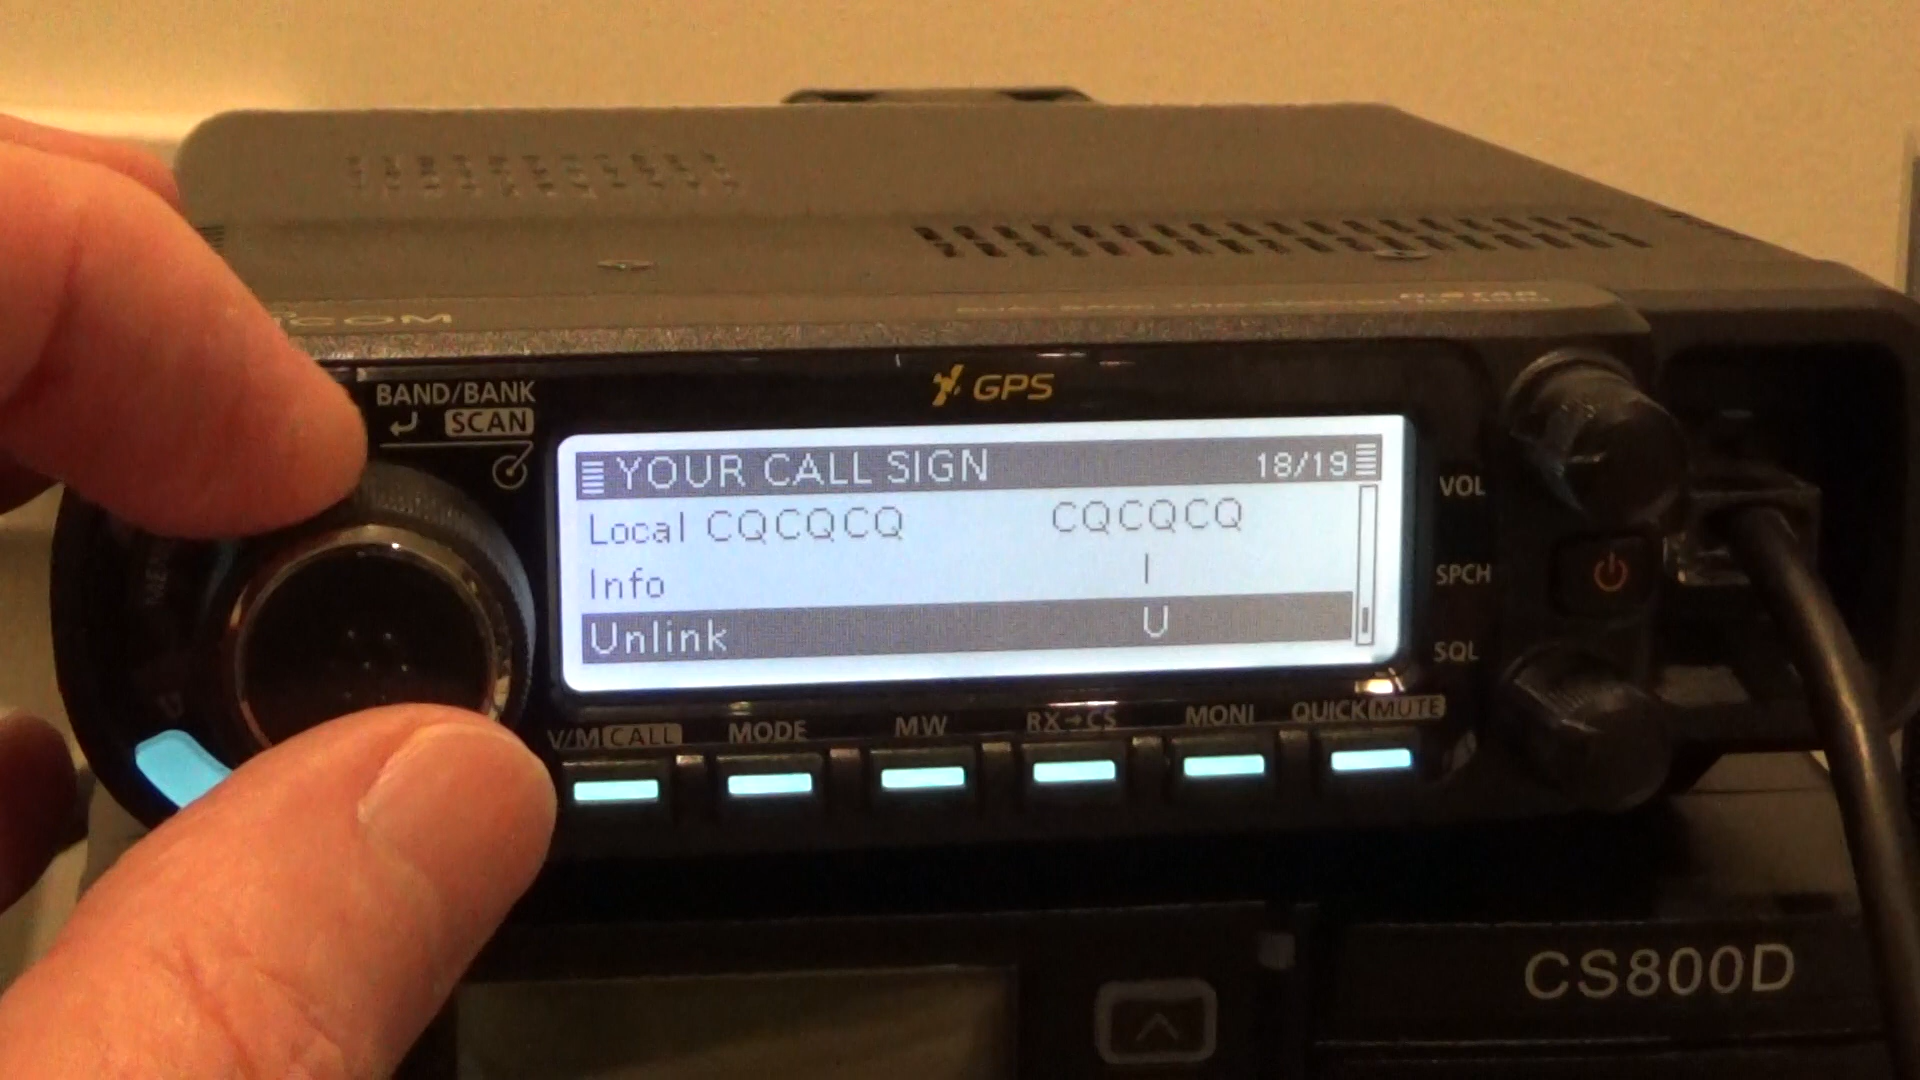 COM
BAND/BANK
SCAN
GPS
YOUR CALL SIGN 18/19
Local CQCQCQ CQCQCQ
Info I
Unlink U
VOL
SPCH
SQL
V/M CALL MODE MW RX→CS MONI QUICK MUTE
CS800D